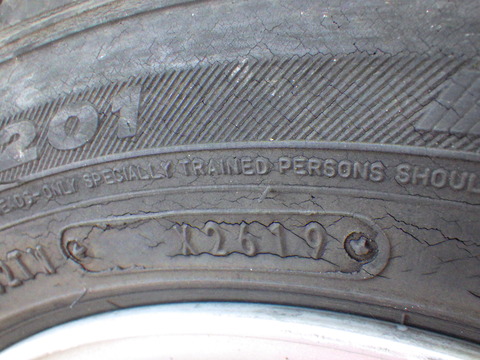 201
ONLY SPECIALLY TRAINED PERSONS SHOUL
X2619